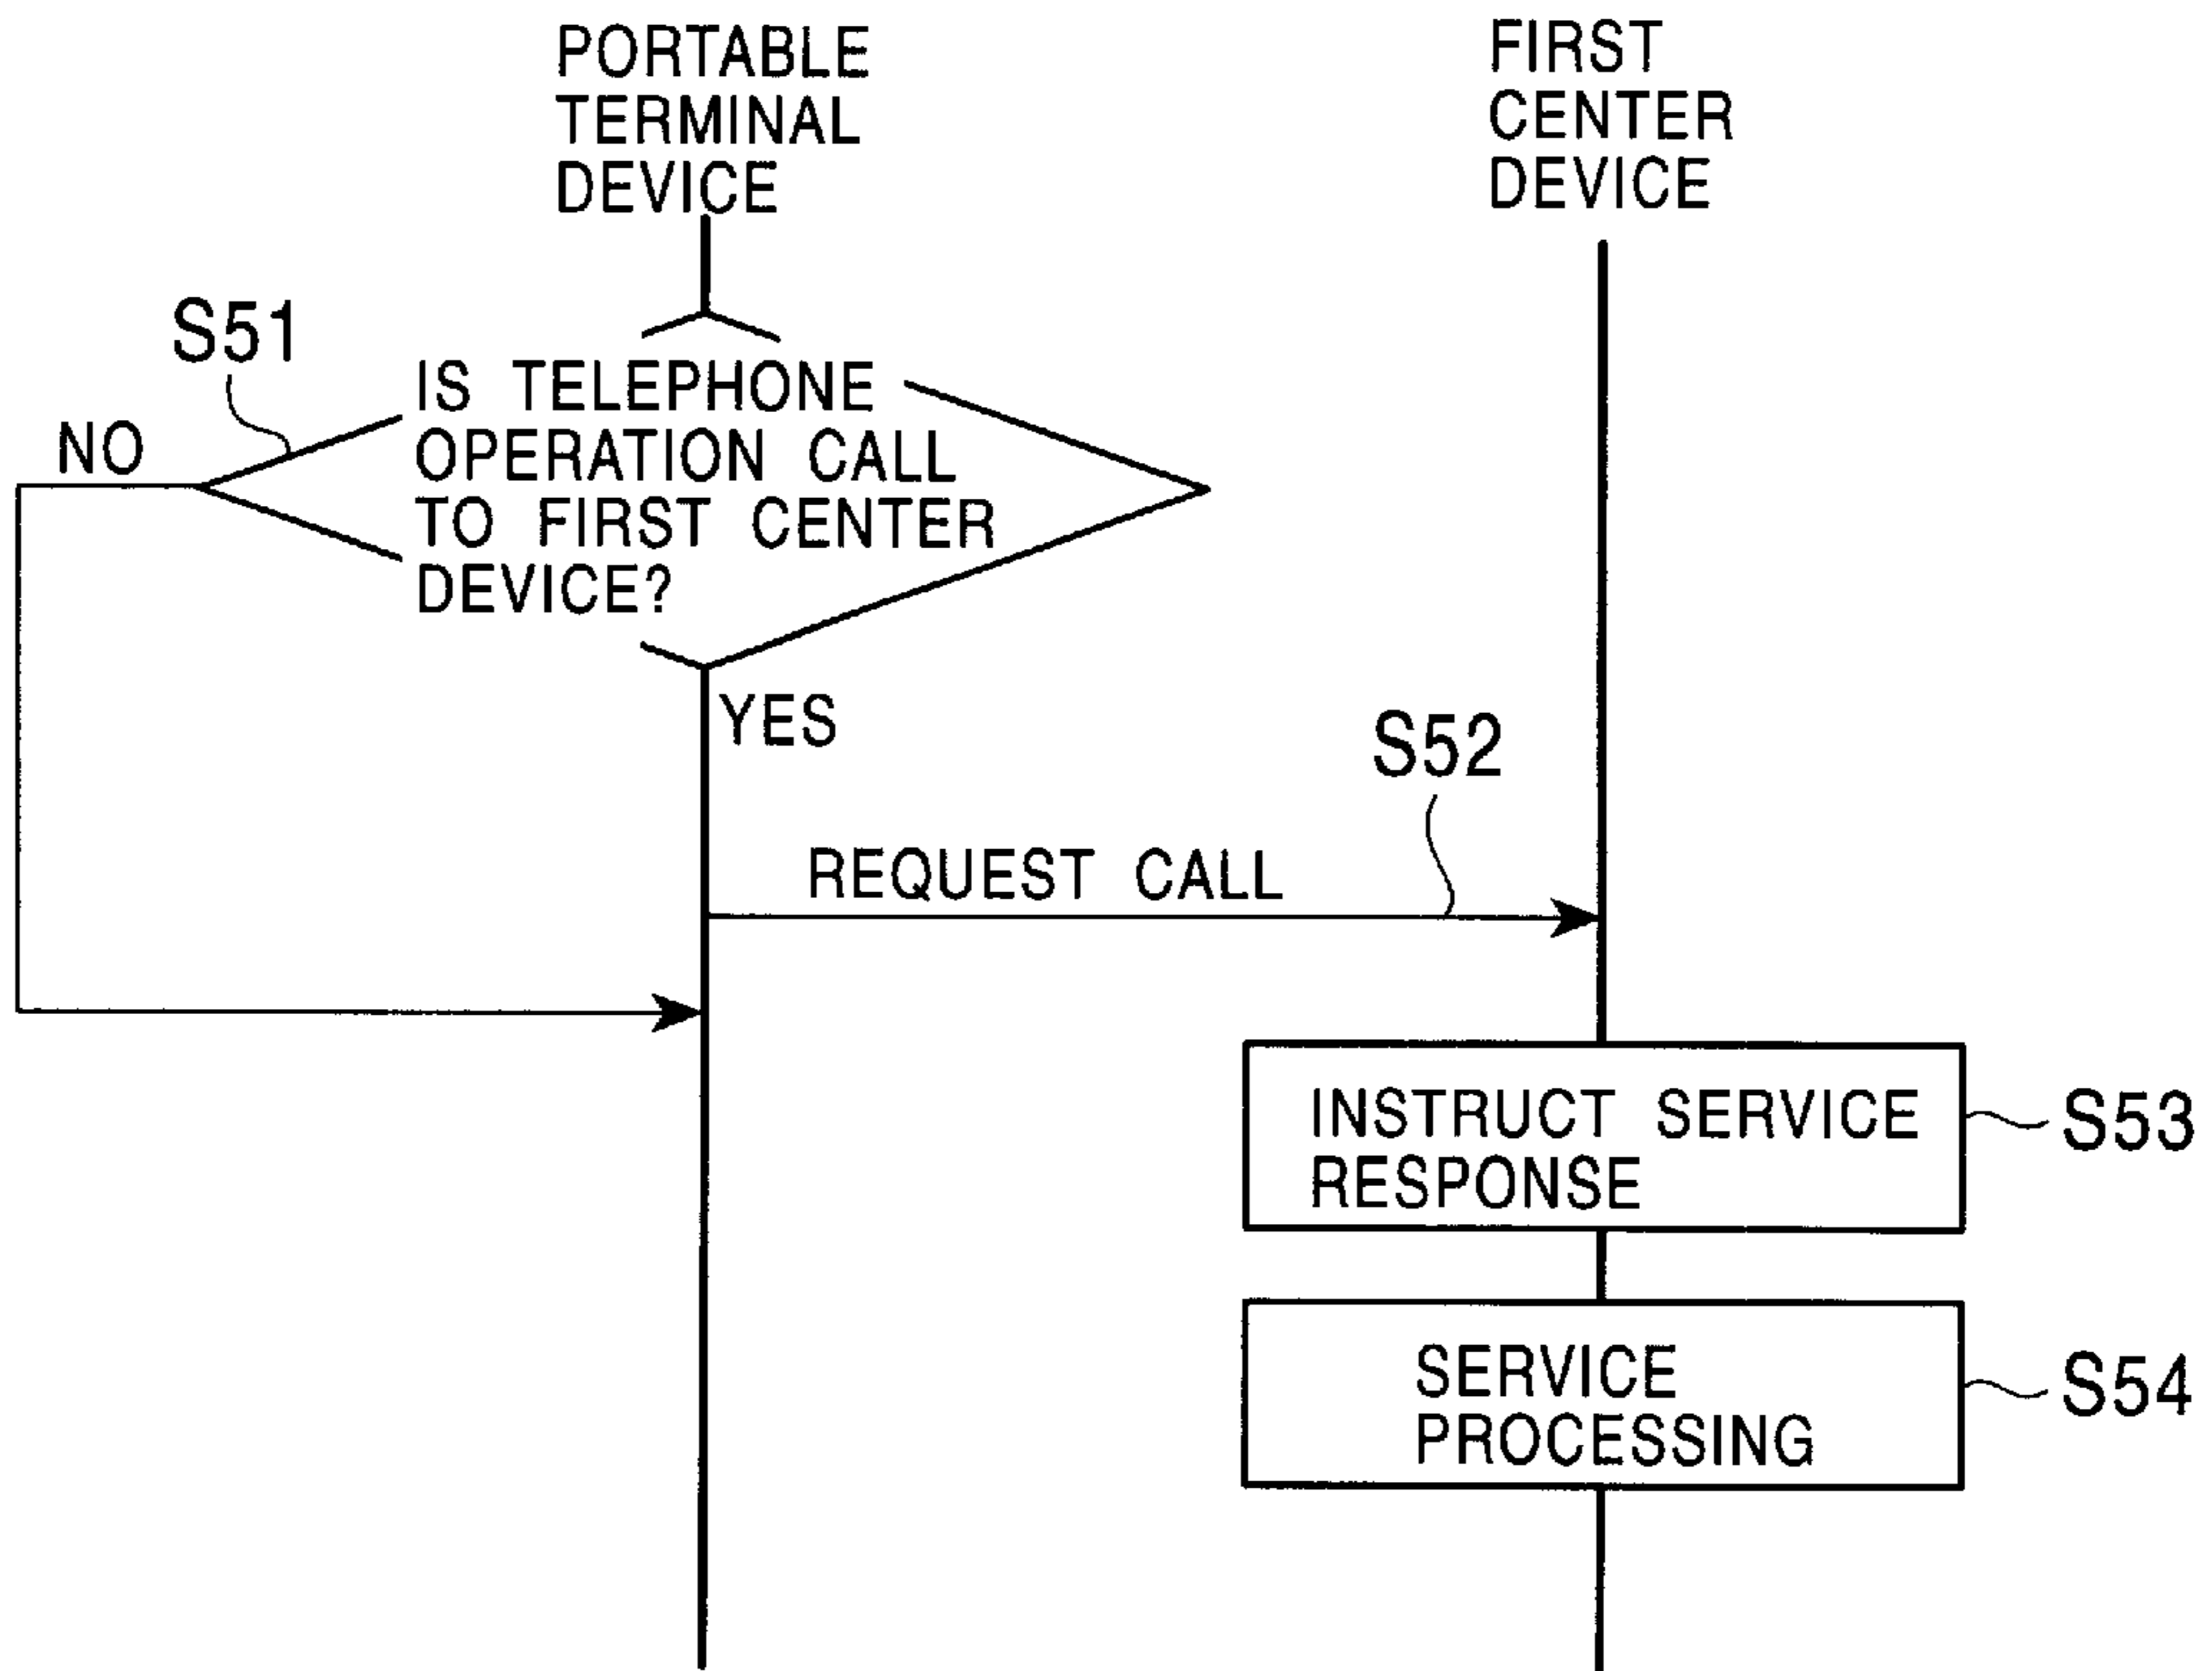 PORTABLE
TERMINAL
DEVICE
FIRST
CENTER
DEVICE
S51
NO
IS TELEPHONE
OPERATION CALL
TO FIRST CENTER
DEVICE?
YES
S52
REQUEST CALL
INSTRUCT SERVICE
RESPONSE
S53
SERVICE
PROCESSING
S54